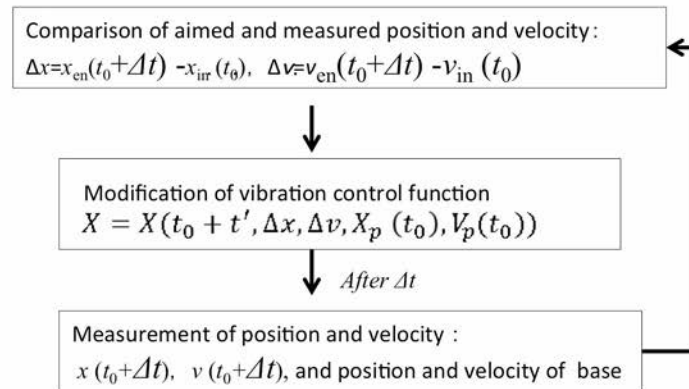 Comparison of aimed and measured position and velocity :
Δx=x_en(t_0+Δt) -x_in(t_0), Δv=v_en(t_0+Δt) -v_in (t_0)
Modification of vibration control function
X = X(t_0 + t', Δx, Δv, X_p (t_0), V_p(t_0))
After Δt
Measurement of position and velocity :
x (t_0+Δt), v (t_0+Δt), and position and velocity of base